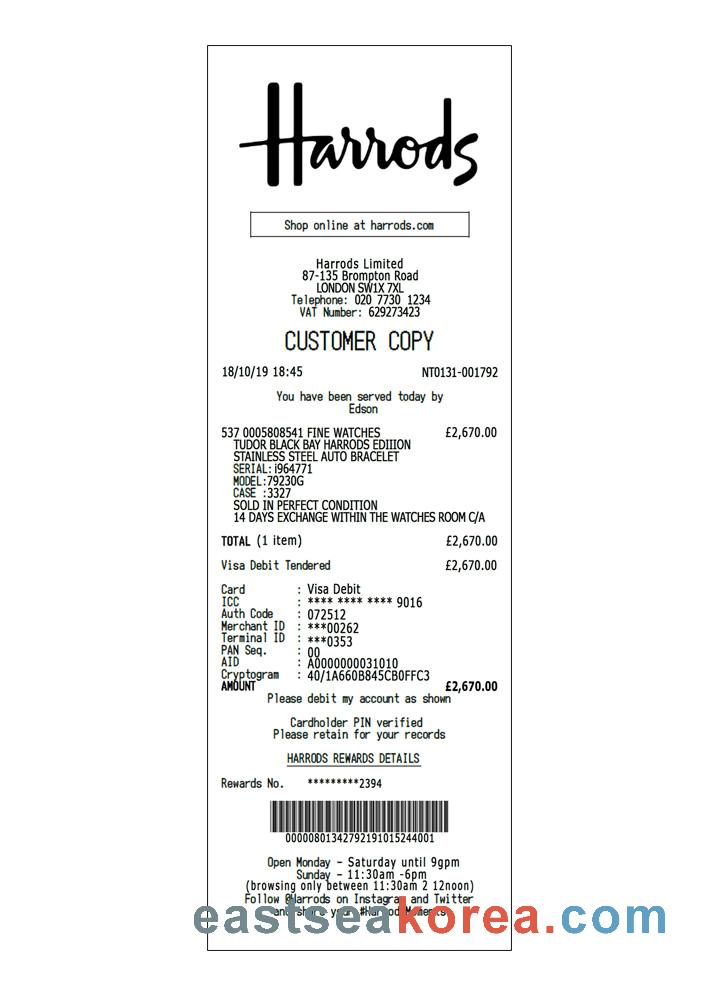 Harrods
Shop online at harrods.com
Harrods Limited
87-135 Brompton Road
LONDON SW1X 7XL
Telephone: 020 7730 1234
VAT Number: 629273423
CUSTOMER COPY
18/10/19 18:45 NT0131-001792
You have been served today by
Edson
537 0005808541 FINE WATCHES £2,670.00
TUDOR BLACK BAY HARRODS EDIIION
STAINLESS STEEL AUTO BRACELET
SERIAL: i964771
MODEL:79230G
CASE :3327
SOLD IN PERFECT CONDITION
14 DAYS EXCHANGE WITHIN THE WATCHES ROOM C/A
TOTAL (1 item) £2,670.00
Visa Debit Tendered £2,670.00
Card : Visa Debit
ICC : **** **** **** 9016
Auth Code : 072512
Merchant ID : ***00262
Terminal ID : ***0353
PAN Seq. : 00
AID : A0000000031010
Cryptogram : 40/1A660B845CB0FFC3
AMOUNT £2,670.00
Please debit my account as shown
Cardholder PIN verified
Please retain for your records
HARRODS REWARDS DETAILS
Rewards No. *********2394
00000801342792191015244001
Open Monday - Saturday until 9gpm
Sunday - 11:30am -6pm
(browsing only between 11:30am 2 12noon)
Follow @Harrods on Instagram and Twitter
and share your #Harrods
eastseakorea.com